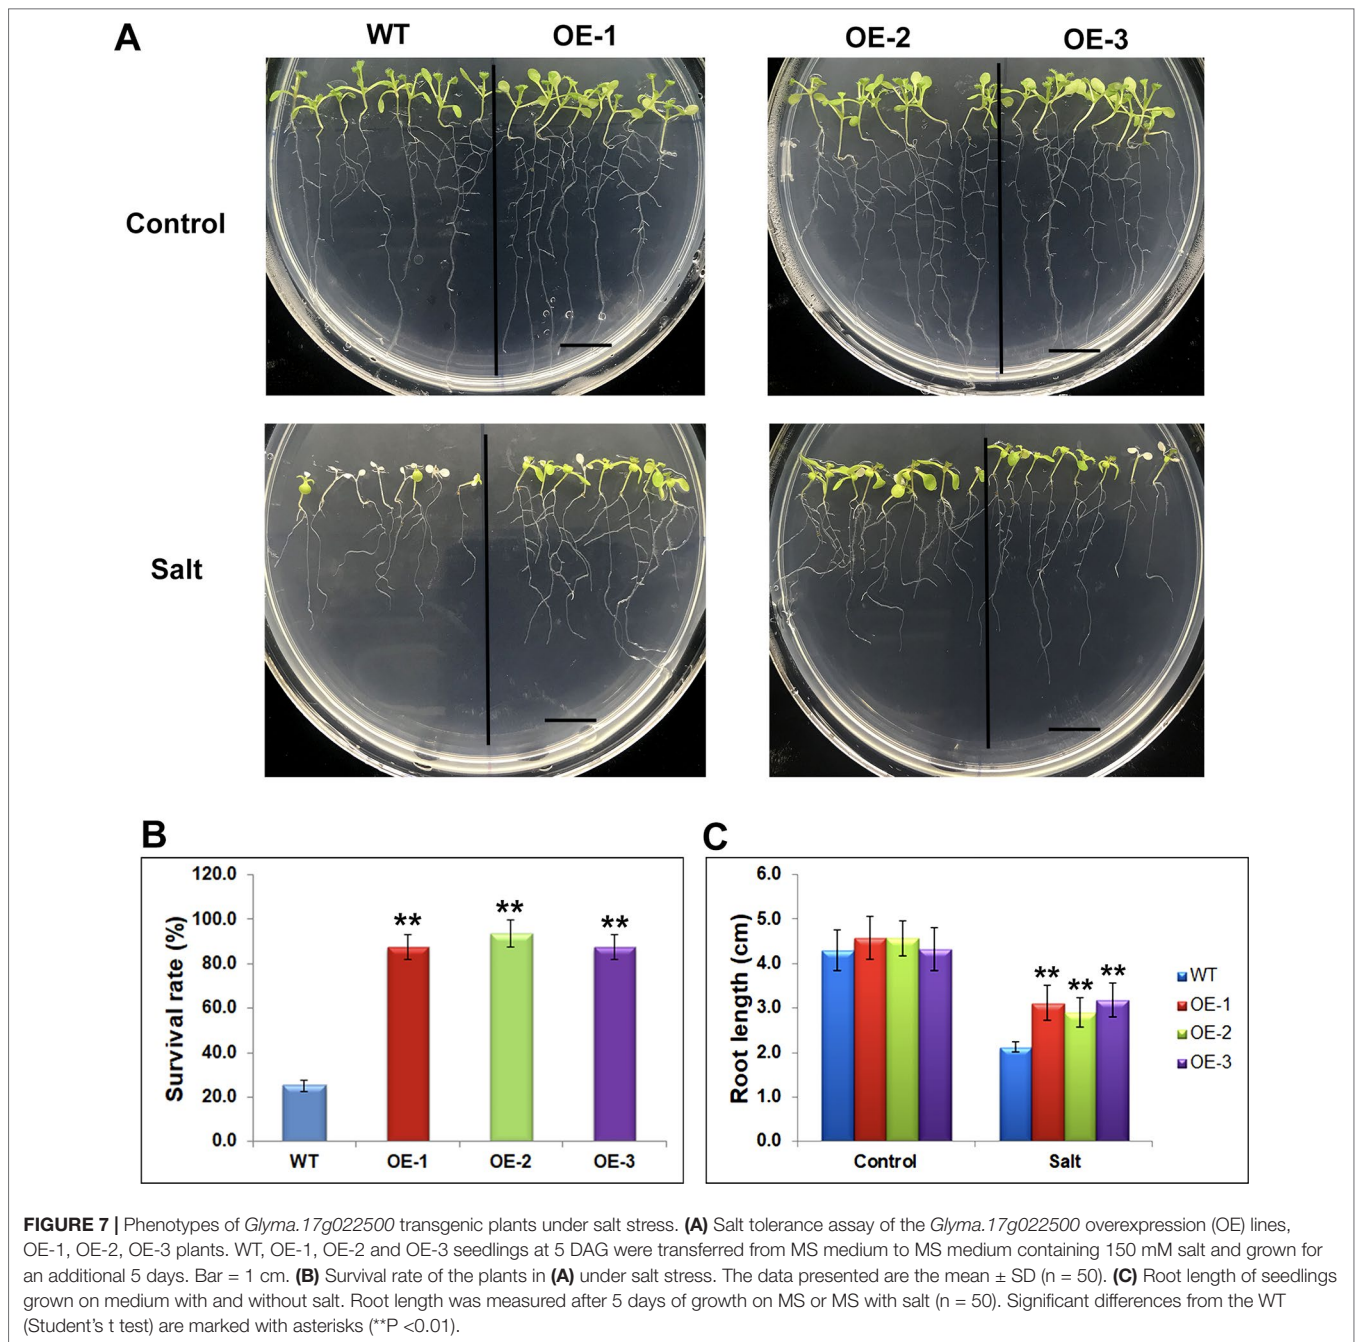 A
WT
OE-1
OE-2
OE-3
Control
Salt
B
C
120.0
100.0
80.0
60.0
40.0
20.0
0.0
Survival rate (%)
**
**
**
WT
OE-1
OE-2
OE-3
6.0
5.0
4.0
3.0
2.0
1.0
0.0
Root length (cm)
**
**
**
Control
Salt
WT
OE-1
OE-2
OE-3
FIGURE 7 | Phenotypes of Glyma.17g022500 transgenic plants under salt stress. (A) Salt tolerance assay of the Glyma.17g022500 overexpression (OE) lines,
OE-1, OE-2, OE-3 plants. WT, OE-1, OE-2 and OE-3 seedlings at 5 DAG were transferred from MS medium to MS medium containing 150 mM salt and grown for
an additional 5 days. Bar = 1 cm. (B) Survival rate of the plants in (A) under salt stress. The data presented are the mean ± SD (n = 50). (C) Root length of seedlings
grown on medium with and without salt. Root length was measured after 5 days of growth on MS or MS with salt (n = 50). Significant differences from the WT
(Student's t test) are marked with asterisks (**P <0.01).